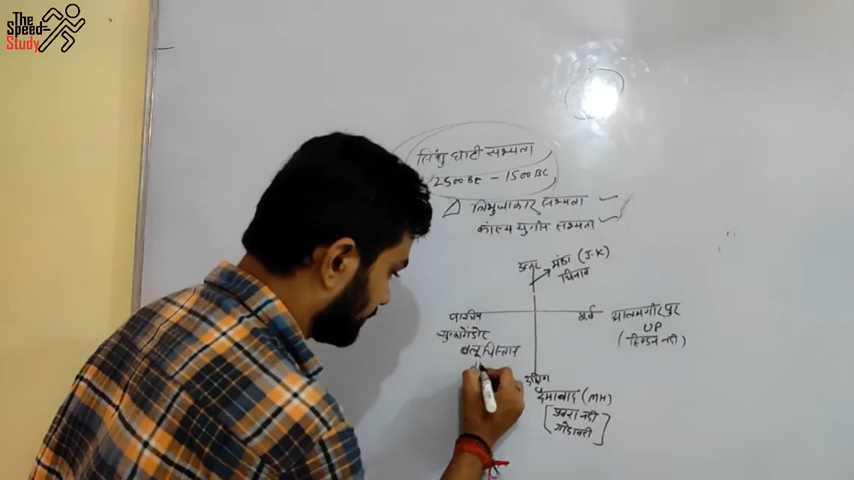 The
Speed
Study
सिंधु घाटी सभ्यता
2500 BC - 1500 BC
त्रिभुजाकार सभ्यता
कांस्य युगीन सभ्यता
उत्तर
मांडा (J.K)
चिनाब
पश्चिम
सुत्कागेंडोर
बलूचिस्तान
पूर्व
आलमगीरपुर
UP
(हिण्डन नदी)
दक्षिण
दैमाबाद (MH)
प्रवरा नदी
गोदावरी